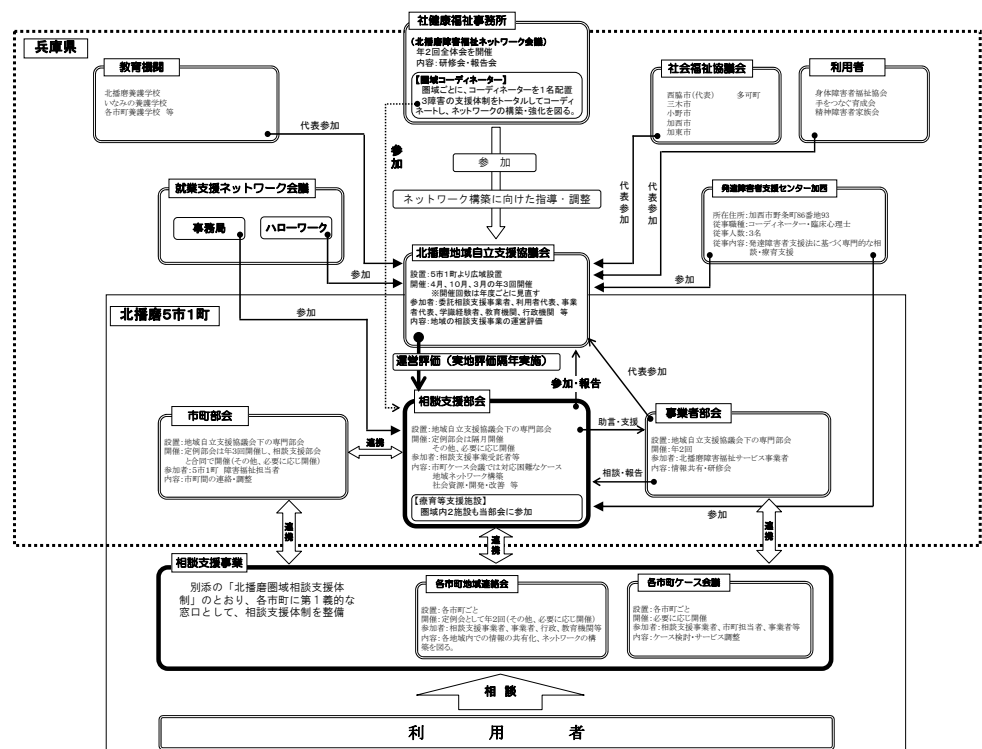 社健康福祉事務所
(北播磨障害福祉ネットワーク会議)
年2回全体会を開催
内容：研修会・報告会
【圏域コーディネーター】
圏域ごとに、コーディネーターを1名配置
3障害の支援体制をトータルしてコーディ
ネートし、ネットワークの構築・強化を図る。
兵庫県
教育機関
北播磨養護学校
いなみの養護学校
各市町養護学校 等
代表参加
参加
参 加
ネットワーク構築に向けた指導・調整
社会福祉協議会
西脇市(代表) 多可町
三木市
小野市
加西市
加東市
利用者
身体障害者福祉協会
手をつなぐ育成会
精神障害者家族会
代表参加
代表参加
就業支援ネットワーク会議
事務局
ハローワーク
参加
参加
発達障害者支援センター加西
所在住所：加西市野条町86番地93
従事職種：コーディネーター・臨床心理士
従事人数：3名
従事内容：発達障害者支援法に基づく専門的な相
談・療育支援
参加
北播磨地域自立支援協議会
設置：5市1町より広域設置
開催：4月、10月、3月の年3回開催
※開催回数は年度ごとに見直す
参加者：委託相談支援事業者、利用者代表、事業
者代表、学識経験者、教育機関、行政機関 等
内容：地域の相談支援事業の運営評価
北播磨5市1町
運営評価（実地評価隔年実施）
参加・報告
代表参加
市町部会
設置：地域自立支援協議会下の専門部会
開催：定例部会は年3回開催し、相談支援部会
と合同で開催(その他、必要に応じ開催)
参加者：5市1町 障害福祉担当者
内容：市町間の連絡・調整
連携
相談支援部会
設置：地域自立支援協議会下の専門部会
開催：定例部会は隔月開催
その他、必要に応じ開催
参加者：相談支援事業受託者等
内容：市町ケース会議では対応困難なケース
地域ネットワーク構築
社会資源・開発・改善 等
【療育等支援施設】
圏域内2施設も当部会に参加
助言・支援
相談・報告
参加
事業者部会
設置：地域自立支援協議会下の専門部会
開催：年2回
参加者：北播磨障害福祉サービス事業者
内容：情報共有・研修会
連携
連携
連携
相談支援事業
別添の「北播磨圏域相談支援体
制」のとおり、各市町に第1義的な
窓口として、相談支援体制を整備
各市町地域連絡会
設置：各市町ごと
開催：定例会として年2回(その他、必要に応じ開催)
参加者：相談支援事業者、事業者、行政、教育機関等
内容：各地域内での情報の共有化、ネットワークの構
築を図る。
各市町ケース会議
設置：各市町ごと
開催：必要に応じ開催
参加者：相談支援事業者、市町担当者、事業者等
内容：ケース検討・サービス調整
相 談
利 用 者